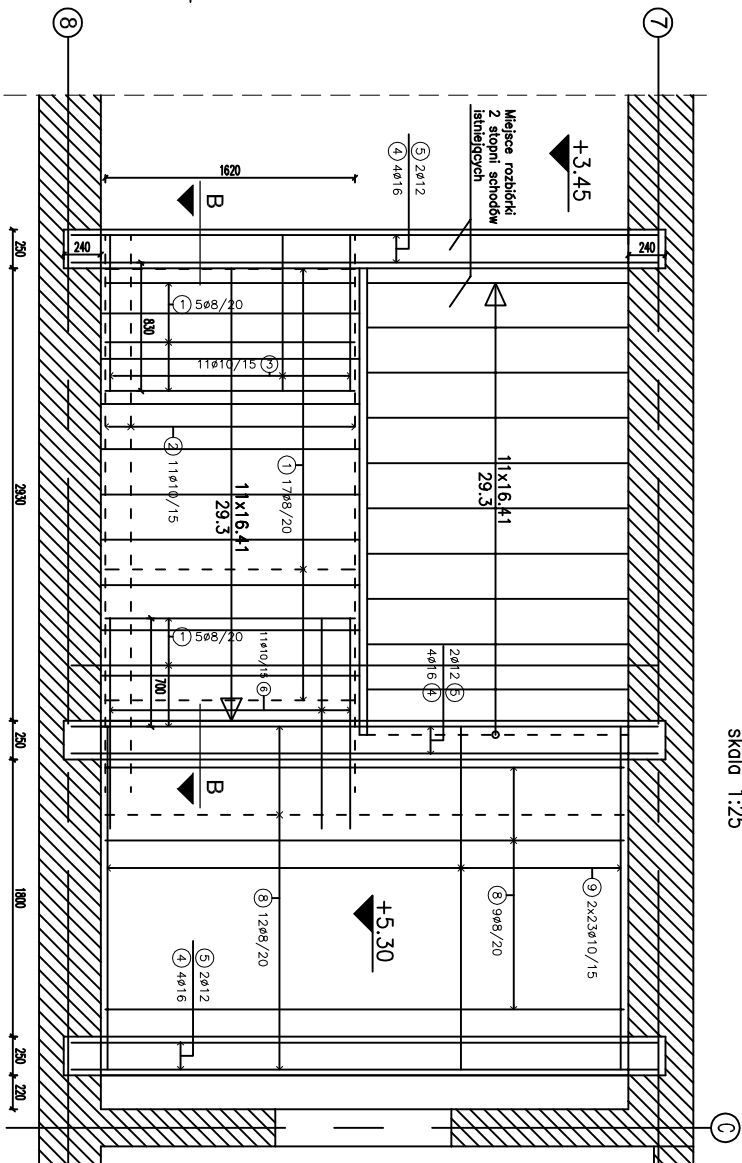 8
7
C
skala 1:25
+3.45
Miejsce rozbiórki
2 stopni schodów
istniejących
5 2ø12
4 4ø16
1620
B
240
240
1 5ø8/20
830
11ø10/15 3
2 11ø10/15
1 17ø8/20
11x16.41
29.3
11x16.41
29.3
1 5ø8/20
700
11ø10/15 6
2ø12 5
4ø16 4
B
9 2x23ø10/15
8 9ø8/20
8 12ø8/20
+5.30
5 2ø12
4 4ø16
250
2930
250
1800
250
220